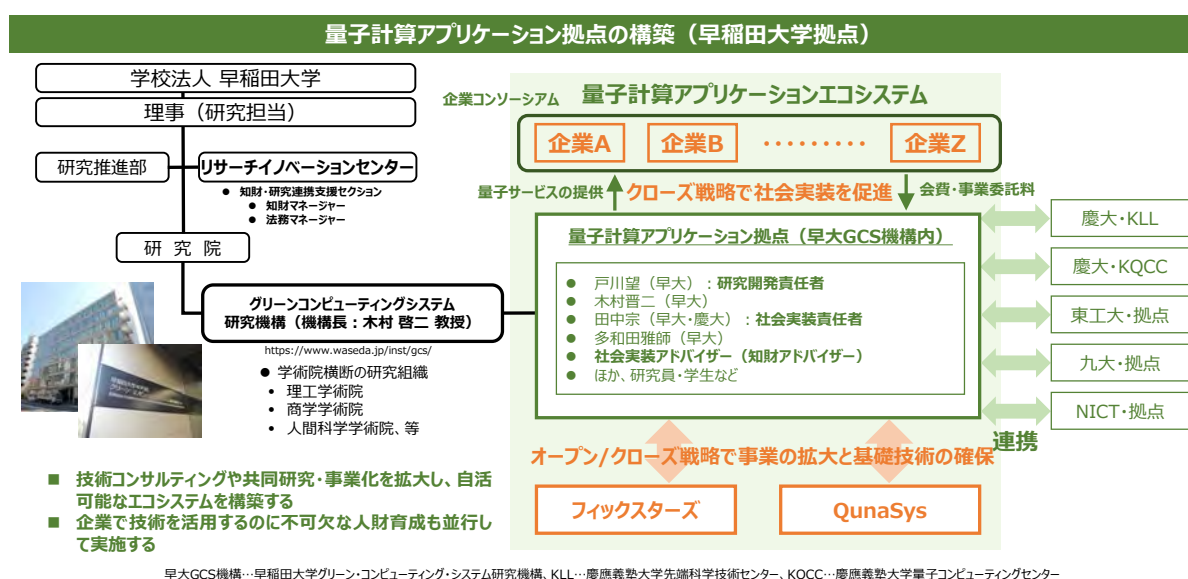 量子計算アプリケーション拠点の構築（早稲田大学拠点）
学校法人 早稲田大学
理事（研究担当）
研究推進部
リサーチイノベーションセンター
● 知財・研究連携支援セクション
● 知財マネージャー
● 法務マネージャー
研 究 院
グリーンコンピューティングシステム
研究機構（機構長：木村 啓二 教授）
https://www.waseda.jp/inst/gcs/
● 学術院横断の研究組織
• 理工学術院
• 商学学術院
• 人間科学学術院、等
■ 技術コンサルティングや共同研究・事業化を拡大し、自活
可能なエコシステムを構築する
■ 企業で技術を活用するのに不可欠な人財育成も並行し
て実施する
企業コンソーシアム
量子計算アプリケーションエコシステム
企業A
企業B
・・・・・・・・・
企業Z
量子サービスの提供
クローズ戦略で社会実装を促進
会費・事業委託料
量子計算アプリケーション拠点（早大GCS機構内）
● 戸川望（早大）：研究開発責任者
● 木村晋二（早大）
● 田中宗（早大・慶大）：社会実装責任者
● 多和田雅師（早大）
● 社会実装アドバイザー（知財アドバイザー）
● ほか、研究員・学生など
慶大・KLL
慶大・KQCC
東工大・拠点
九大・拠点
NICT・拠点
連携
オープン/クローズ戦略で事業の拡大と基礎技術の確保
フィックスターズ
QunaSys
早大GCS機構…早稲田大学グリーン・コンピューティング・システム研究機構、KLL…慶應義塾大学先端科学技術センター、KQCC…慶應義塾大学量子コンピューティングセンター